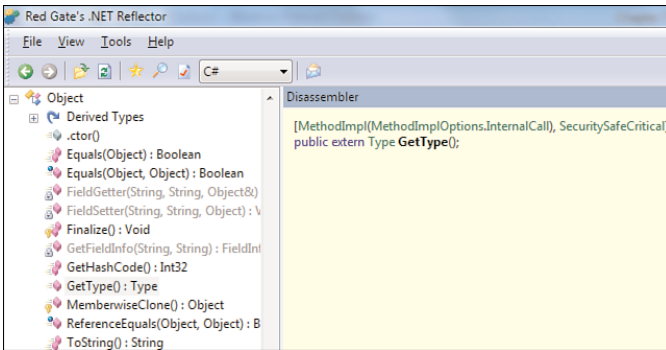 Red Gate's .NET Reflector
File View Tools Help
C#
Object
Derived Types
.ctor()
Equals(Object) : Boolean
Equals(Object, Object) : Boolean
FieldGetter(String, String, Object&)
FieldSetter(String, String, Object) : V
Finalize() : Void
GetFieldInfo(String, String) : FieldInf
GetHashCode() : Int32
GetType() : Type
MemberwiseClone() : Object
ReferenceEquals(Object, Object) : B
ToString() : String
Disassembler
[MethodImpl(MethodImplOptions.InternalCall), SecuritySafeCritical]
public extern Type GetType();